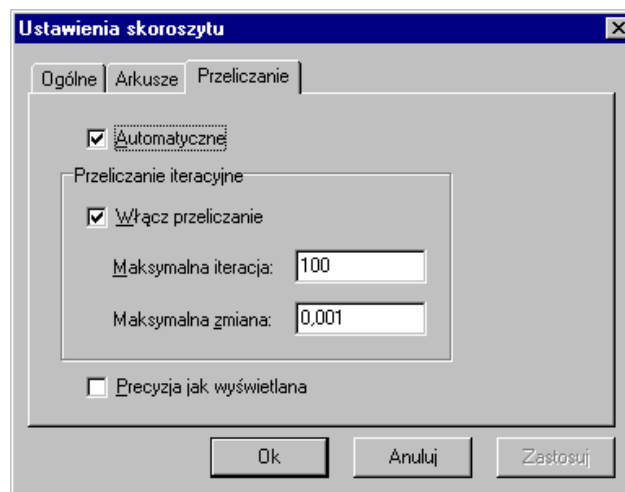 Ustawienia skoroszytu
Ogólne Arkusze Przeliczanie
Automatyczne
Przeliczanie iteracyjne
Włącz przeliczanie
Maksymalna iteracja: 100
Maksymalna zmiana: 0,001
Precyzja jak wyświetlana
Ok Anuluj Zastosuj